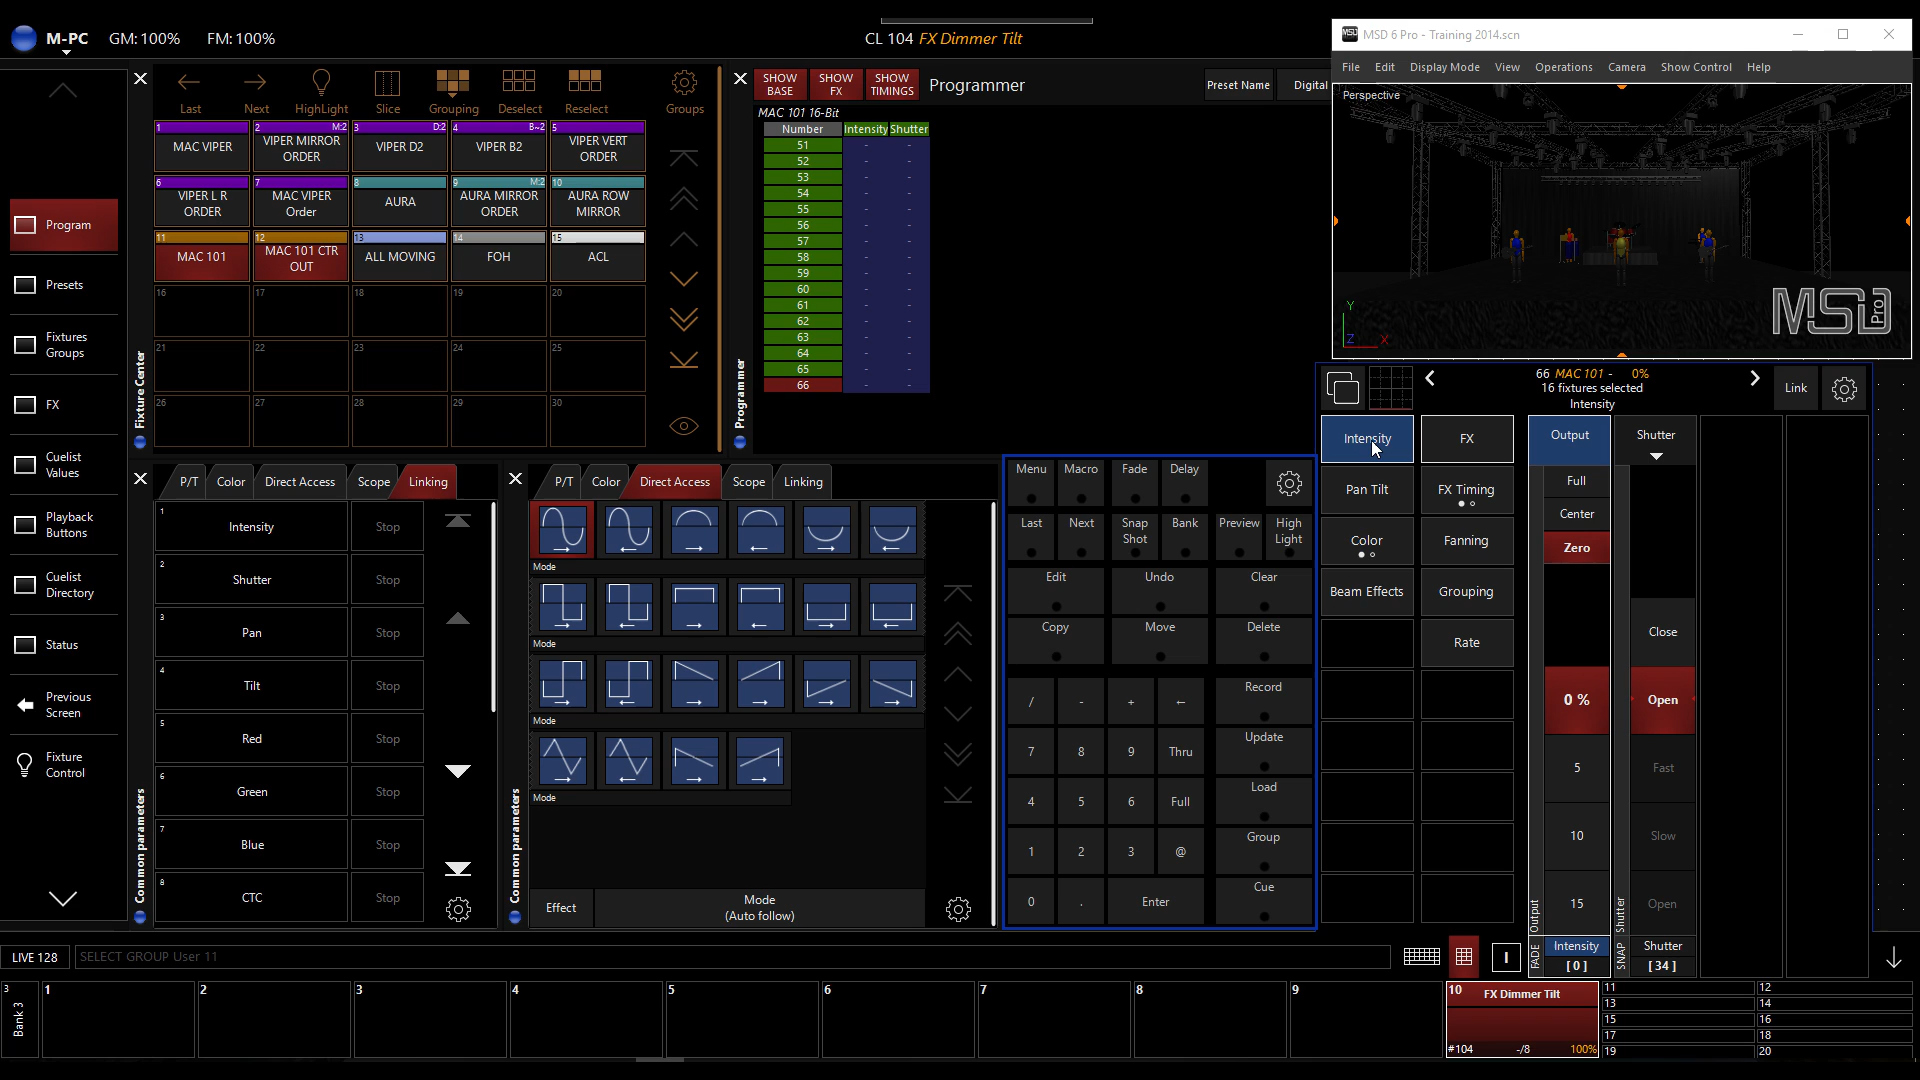 M-PC
GM: 100%
FM: 100%
CL 104 FX Dimmer Tilt
MSD 6 Pro - Training 2014.scn
File Edit Display Mode View Operations Camera Show Control Help
Perspective
MSD Pro
Y
Z
X
Program
Presets
Fixtures
Groups
FX
Cuelist
Values
Playback
Buttons
Cuelist
Directory
Status
Previous
Screen
Fixture
Control
Fixture Center
Last Next HighLight Slice Grouping Deselect Reselect Groups
1 2 M:2 3 D:2 4 B~2 5
MAC VIPER
VIPER MIRROR
ORDER
VIPER D2
VIPER B2
VIPER VERT
ORDER
6 7 8 9 M:2 10
VIPER L R
ORDER
MAC VIPER
Order
AURA
AURA MIRROR
ORDER
AURA ROW
MIRROR
11 12 13 14 15
MAC 101
MAC 101 CTR
OUT
ALL MOVING
FOH
ACL
16 17 18 19 20
21 22 23 24 25
26 27 28 29 30
Programmer
SHOW
BASE
SHOW
FX
SHOW
TIMINGS
Programmer
Preset Name
Digital
MAC 101 16-Bit
Number Intensity Shutter
51 - -
52 - -
53 - -
54 - -
55 - -
56 - -
57 - -
58 - -
59 - -
60 - -
61 - -
62 - -
63 - -
64 - -
65 - -
66 - -
Common parameters
P/T Color Direct Access Scope Linking
1 Intensity Stop
2 Shutter Stop
3 Pan Stop
4 Tilt Stop
5 Red Stop
6 Green Stop
7 Blue Stop
8 CTC Stop
Common parameters
P/T Color Direct Access Scope Linking
Mode
Mode
Mode
Mode
Effect
Mode
(Auto follow)
Menu Macro Fade Delay
Last Next
Snap
Shot
Bank Preview
High
Light
Edit Undo Clear
Copy Move Delete
/ - + ← Record
7 8 9 Thru Update
4 5 6 Full Load
1 2 3 @ Group
0 . Enter Cue
66 MAC 101 - 0%
16 fixtures selected
Intensity
Link
Intensity FX
Pan Tilt FX Timing
Color Fanning
Beam Effects Grouping
Rate
Output Shutter
Full
Center
Zero
Close
0 % Open
5 Fast
10 Slow
15 Open
Output
Shutter
FADE
Intensity
[ 0 ]
SNAP
Shutter
[ 34 ]
LIVE 128
SELECT GROUP User 11
I
3
Bank 3
1 2 3 4 5 6 7 8 9
10 FX Dimmer Tilt
#104 -/8 100%
11 12
13 14
15 16
17 18
19 20